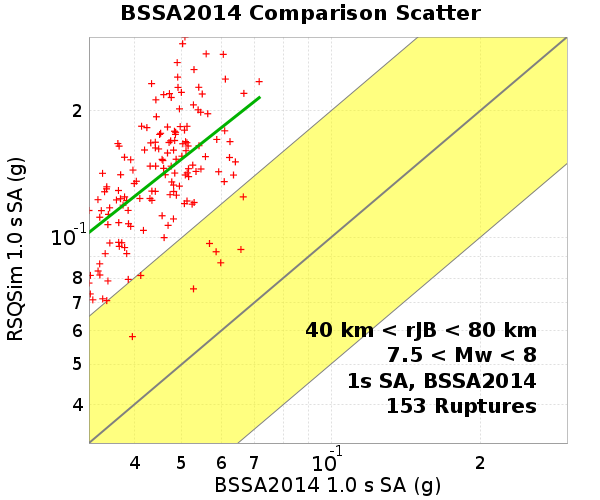 BSSA2014 Comparison Scatter
RSQSim 1.0 s SA (g)
2
10⁻¹
8
7
6
5
4
40 km < rJB < 80 km
7.5 < Mw < 8
1s SA, BSSA2014
153 Ruptures
4 5 6 7 10⁻¹ 2
BSSA2014 1.0 s SA (g)